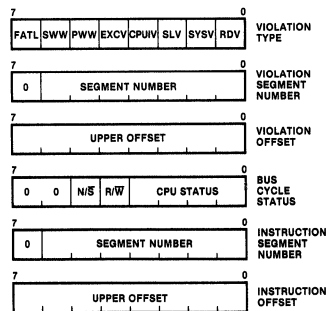 7 0
FATL SWW PWW EXCV CPUIV SLV SYSV RDV VIOLATION TYPE
7 0
0 SEGMENT NUMBER VIOLATION SEGMENT NUMBER
7 0
UPPER OFFSET VIOLATION OFFSET
7 0
0 0 N/S̅ R/W̅ CPU STATUS BUS CYCLE STATUS
7 0
0 SEGMENT NUMBER INSTRUCTION SEGMENT NUMBER
7 0
UPPER OFFSET INSTRUCTION OFFSET